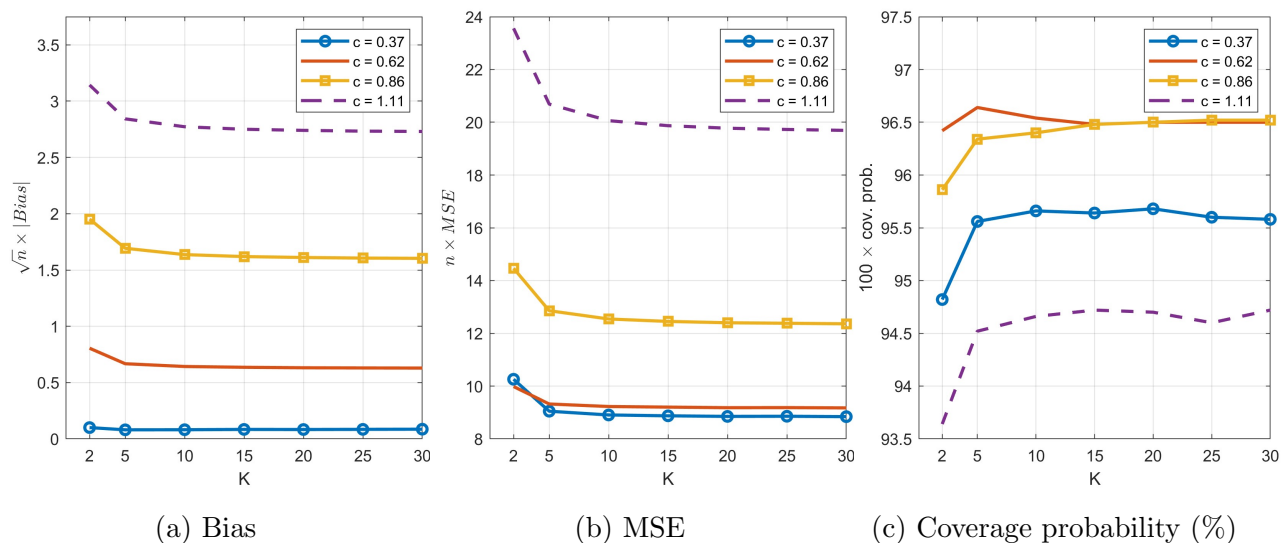 3.5
3
2.5
2
1.5
1
0.5
0
√n × |Bias|
2 5 10 15 20 25 30
K
c = 0.37
c = 0.62
c = 0.86
c = 1.11
(a) Bias
24
22
20
18
16
14
12
10
8
n × MSE
2 5 10 15 20 25 30
K
c = 0.37
c = 0.62
c = 0.86
c = 1.11
(b) MSE
97
96.5
96
95.5
95
94.5
94
93.5
100 × cov. prob.
2 5 10 15 20 25 30
K
c = 0.37
c = 0.62
c = 0.86
c = 1.11
(c) Coverage probability (%)